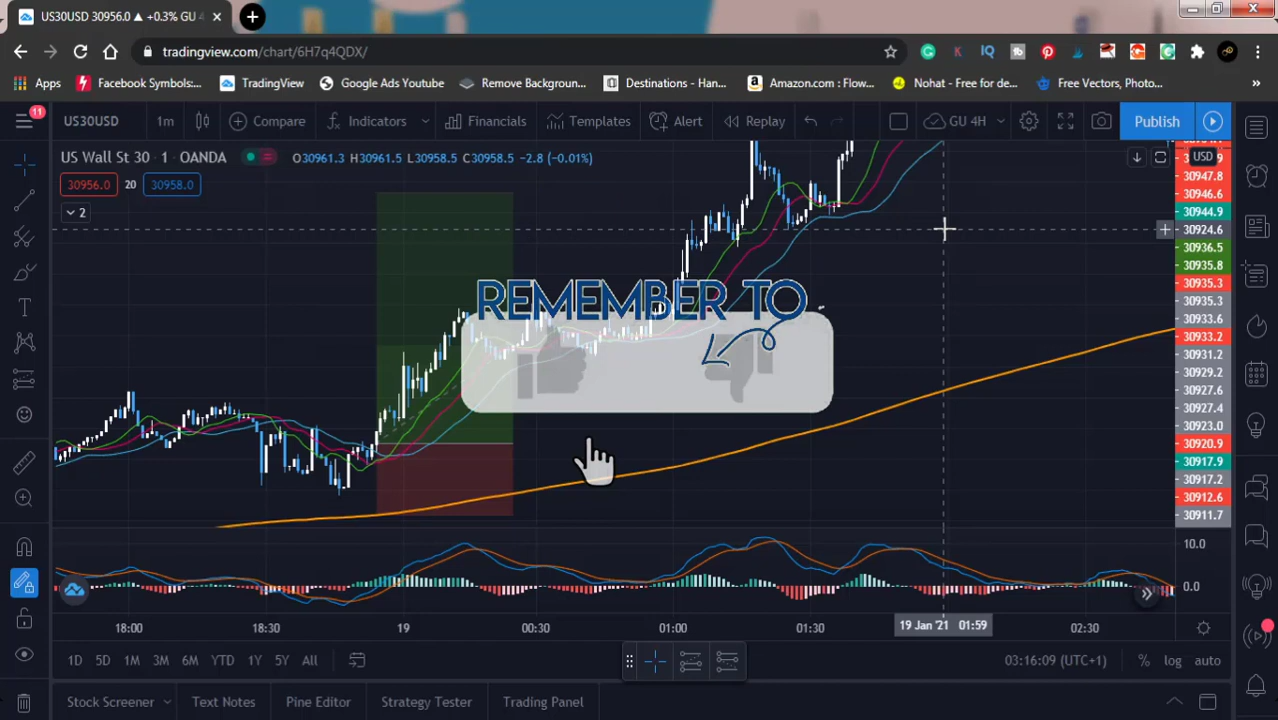 US30USD 30956.0 ▲ +0.3% GU 4
tradingview.com/chart/6H7q4QDX/
Apps Facebook Symbols:... TradingView Google Ads Youtube Remove Backgroun... Destinations - Han... Amazon.com : Flow... Nohat - Free for de... Free Vectors, Photo...
11 US30USD 1m Compare Indicators Financials Templates Alert Replay GU 4H Publish
US Wall St 30 · 1 · OANDA O30961.3 H30961.5 L30958.5 C30958.5 −2.8 (−0.01%)
USD
30956.0 20 30958.0
2
30947.8
30946.6
30944.9
30924.6
30936.5
30935.8
30935.3
30935.3
30933.6
30933.2
30931.2
30929.2
30927.6
30927.4
30923.0
30920.9
30917.9
30917.2
30912.6
30911.7
REMEMBER TO
10.0
0.0
18:00 18:30 19 00:30 01:00 01:30 19 Jan '21 01:59 02:30
1D 5D 1M 3M 6M YTD 1Y 5Y All 03:16:09 (UTC+1) % log auto
Stock Screener Text Notes Pine Editor Strategy Tester Trading Panel